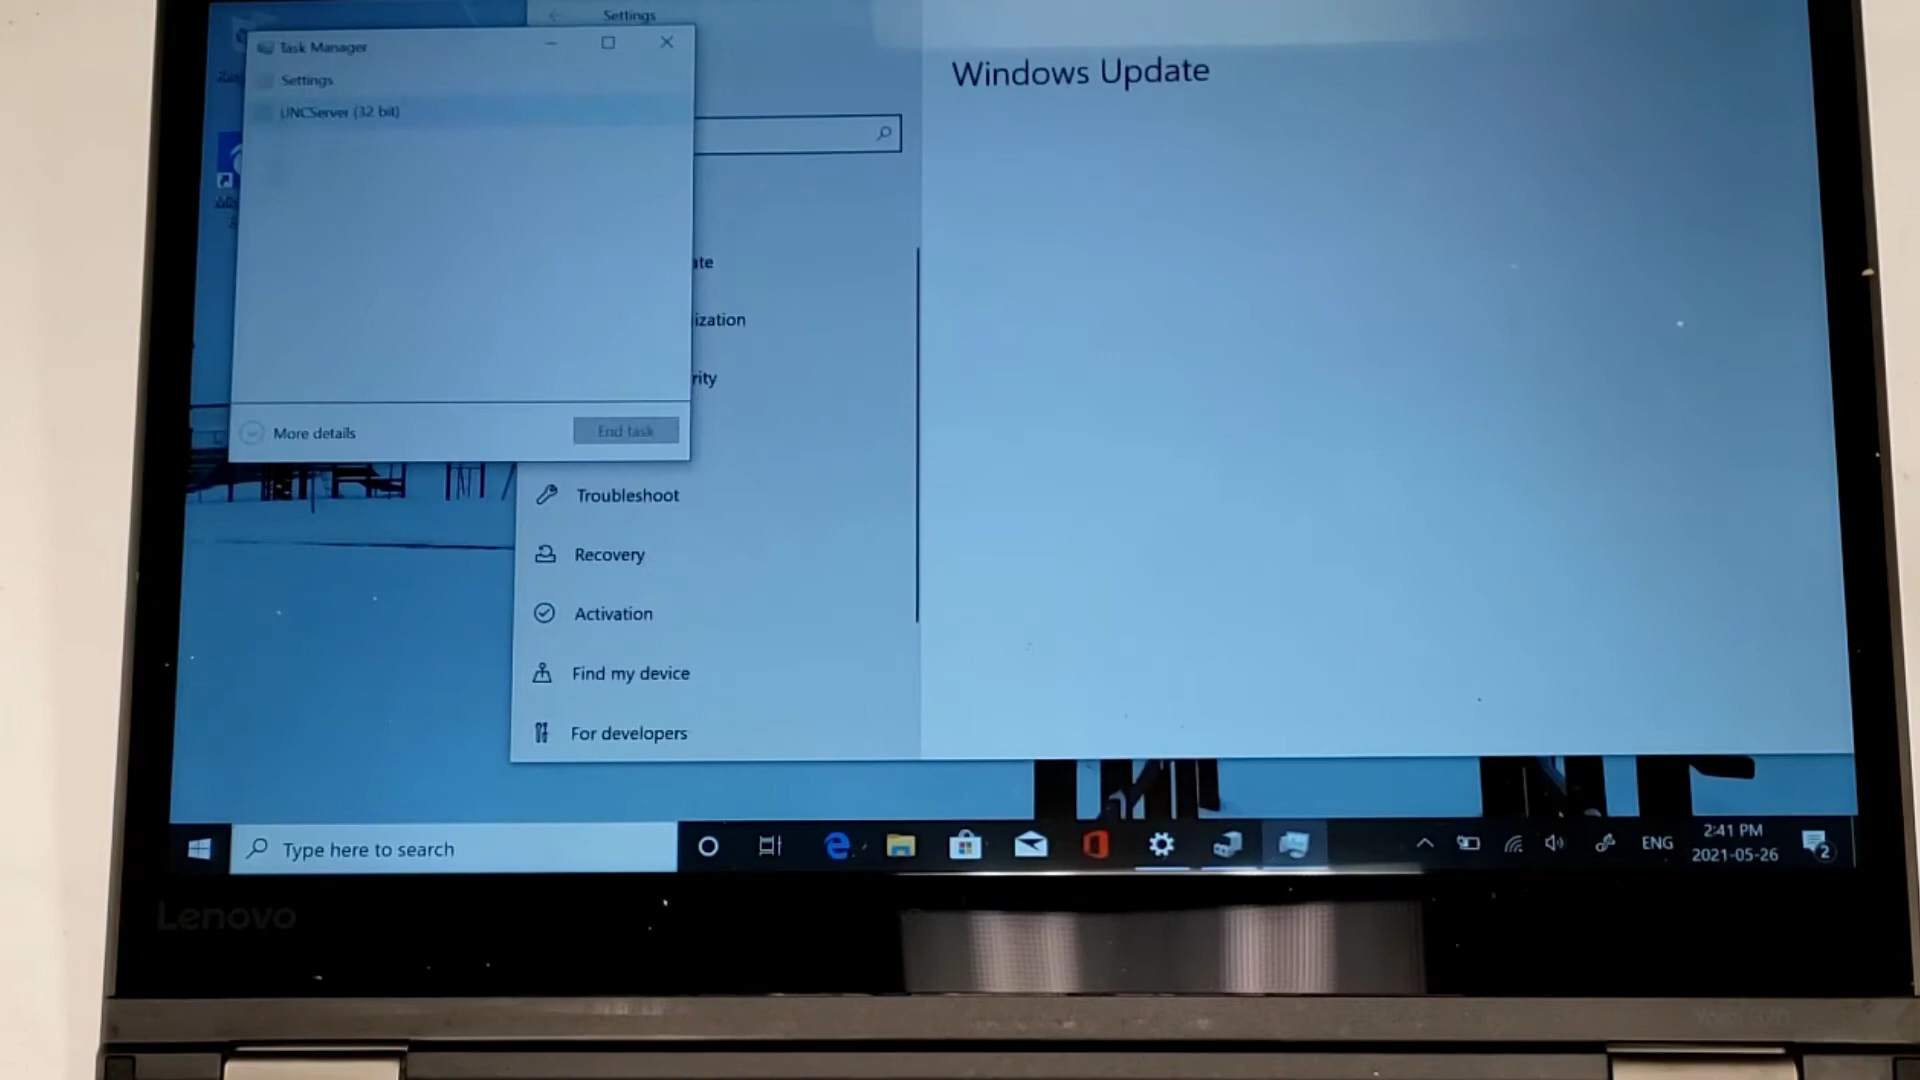 Settings
Task Manager
Settings
UNCServer (32 bit)
Windows Update
ate
ization
rity
More details
End task
Troubleshoot
Recovery
Activation
Find my device
For developers
Type here to search
ENG
2:41 PM
2021-05-26
2
Lenovo